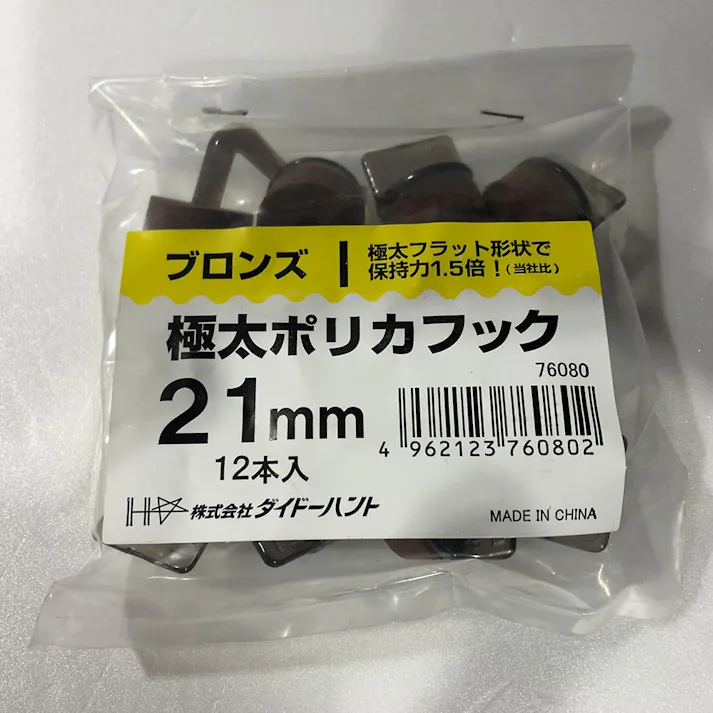 ブロンズ
極太フラット形状で
保持力1.5倍！(当社比)
極太ポリカフック
76080
21mm
12本入
4 962123 760802
株式会社ダイドーハント
MADE IN CHINA